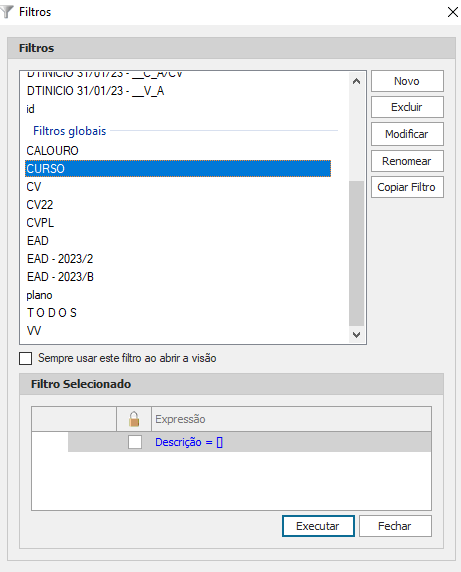 Filtros
Filtros
DTINICIO 31/01/23 - __C_A/CV
DTINICIO 31/01/23 - __V_A
id
Filtros globais
CALOURO
CURSO
CV
CV22
CVPL
EAD
EAD - 2023/2
EAD - 2023/B
plano
T O D O S
VV
Novo
Excluir
Modificar
Renomear
Copiar Filtro
Sempre usar este filtro ao abrir a visão
Filtro Selecionado
Expressão
Descrição = []
Executar
Fechar